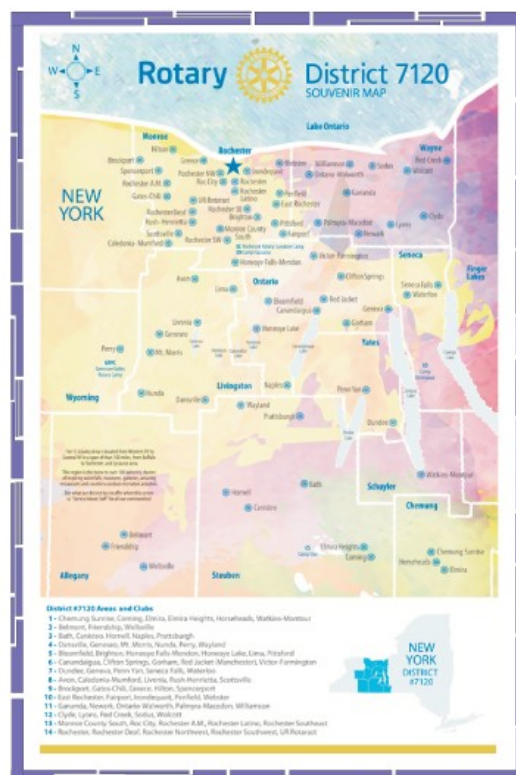 N
W
E
S
Rotary
District 7120
SOUVENIR MAP
Lake Ontario
Monroe
Rochester
Wayne
Hilton
Brockport
Greece
Irondequoit
Webster
Williamson
Sodus
Red Creek
Spencerport
Rochester NW
Ontario-Walworth
Wolcott
Rochester A.M.
Roc City
Rochester
Rochester
Latino
Penfield
Gananda
Gates-Chili
UR Rotaract
East Rochester
NEW
YORK
Rochester Deaf
Rochester SE
Brighton
Clyde
Rush-Henrietta
Pittsford
Palmyra-Macedon
Lyons
Scottsville
Monroe County
South
Fairport
Newark
Caledonia-Mumford
Rochester SW
Honeoye Falls-Mendon
Victor-Farmington
Seneca
Finger
Lakes
Avon
Lima
Ontario
Clifton Springs
Seneca Falls
Waterloo
Bloomfield
Red Jacket
Canandaigua
Geneva
Livonia
Gorham
Geneseo
Honeoye Lake
Yates
Perry
Mt. Morris
Wyoming
Nunda
Dansville
Livingston
Naples
Penn Yan
Wayland
Prattsburgh
Dundee
Watkins-Montour
Schuyler
Hornell
Bath
Canisteo
Chemung
Belmont
Friendship
Elmira Heights
Corning
Chemung Sunrise
Horseheads
Elmira
Wellsville
Allegany
Steuben
District #7120 Areas and Clubs
1 - Chemung Sunrise, Corning, Elmira, Elmira Heights, Horseheads, Watkins-Montour
2 - Belmont, Friendship, Wellsville
3 - Bath, Canisteo, Hornell, Naples, Prattsburgh
4 - Dansville, Geneseo, Mt. Morris, Nunda, Perry, Wayland
5 - Bloomfield, Brighton, Honeoye Falls-Mendon, Honeoye Lake, Lima, Pittsford
6 - Canandaigua, Clifton Springs, Gorham, Red Jacket (Manchester), Victor-Farmington
7 - Dundee, Geneva, Penn Yan, Seneca Falls, Waterloo
8 - Avon, Caledonia-Mumford, Livonia, Rush-Henrietta, Scottsville
9 - Brockport, Gates-Chili, Greece, Hilton, Spencerport
10 - East Rochester, Fairport, Irondequoit, Penfield, Webster
11 - Gananda, Newark, Ontario-Walworth, Palmyra-Macedon, Williamson
12 - Clyde, Lyons, Red Creek, Sodus, Wolcott
13 - Monroe County South, Roc City, Rochester A.M., Rochester Latino, Rochester Southeast
14 - Rochester, Rochester Deaf, Rochester Northwest, Rochester Southwest, UR Rotaract
NEW
YORK
DISTRICT
#7120